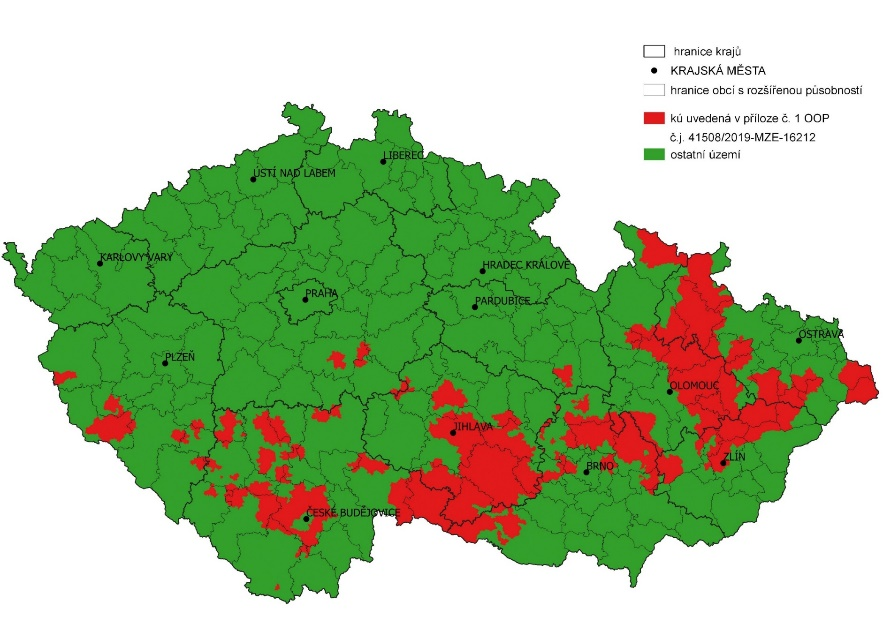 hranice krajů
KRAJSKÁ MĚSTA
hranice obcí s rozšířenou působností
kú uvedená v příloze č. 1 OOP
č.j. 41508/2019-MZE-16212
ostatní území
LIBEREC
ÚSTÍ NAD LABEM
KARLOVY VARY
HRADEC KRÁLOVÉ
PRAHA
PARDUBICE
OSTRAVA
PLZEŇ
OLOMOUC
JIHLAVA
ZLÍN
BRNO
ČESKÉ BUDĚJOVICE